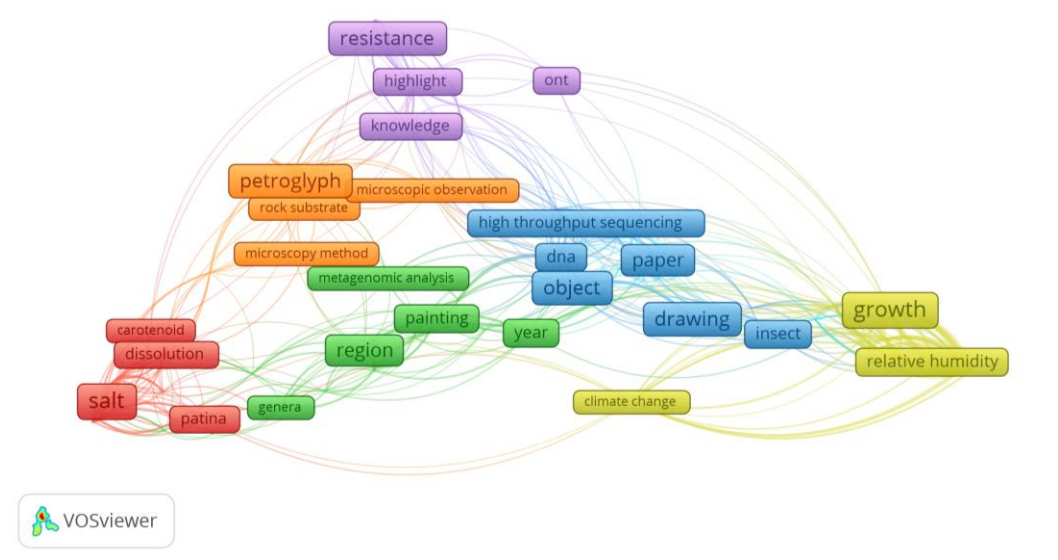 resistance
highlight
ont
knowledge
petroglyph
microscopic observation
rock substrate
high throughput sequencing
microscopy method
dna
paper
metagenomic analysis
object
growth
painting
drawing
year
insect
carotenoid
region
dissolution
relative humidity
salt
climate change
genera
patina
VOSviewer